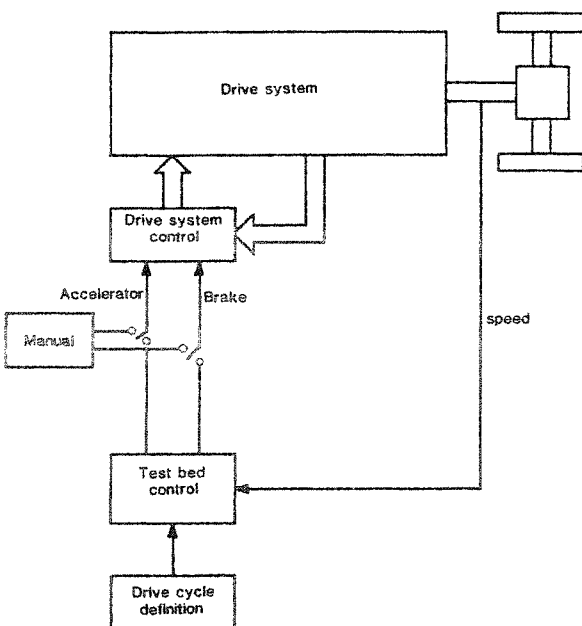 Drive system
Drive system
control
Accelerator
Brake
Manual
speed
Test bed
control
Drive cycle
definition